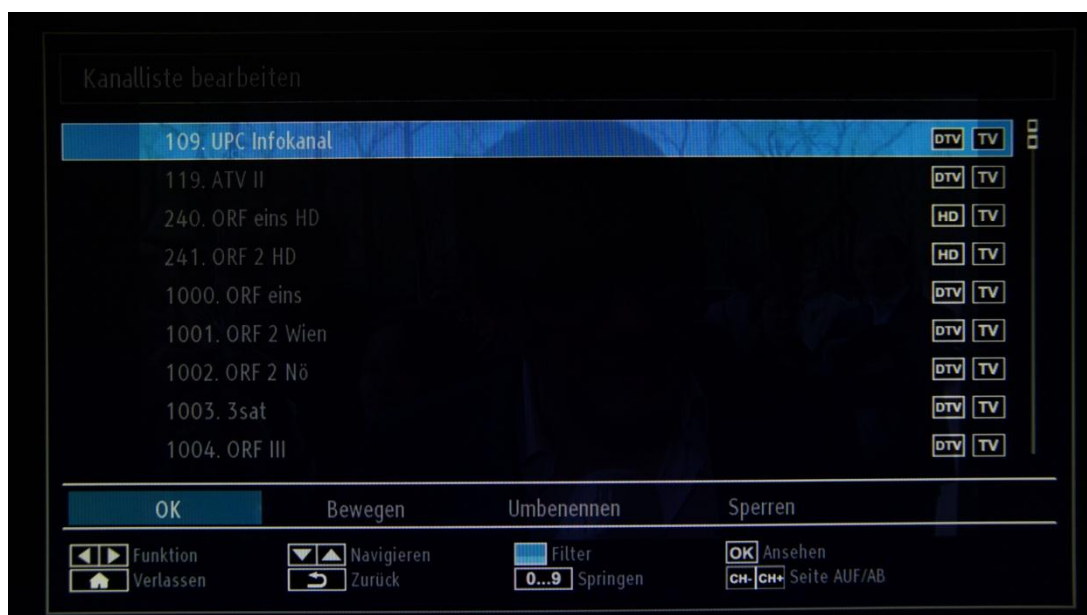 Kanalliste bearbeiten
109. UPC Infokanal DTV TV
119. ATV II DTV TV
240. ORF eins HD HD TV
241. ORF 2 HD HD TV
1000. ORF eins DTV TV
1001. ORF 2 Wien DTV TV
1002. ORF 2 Nö DTV TV
1003. 3sat DTV TV
1004. ORF III DTV TV
OK Bewegen Umbenennen Sperren
Funktion Navigieren Filter OK Ansehen
Verlassen Zurück 0...9 Springen CH- CH+ Seite AUF/AB